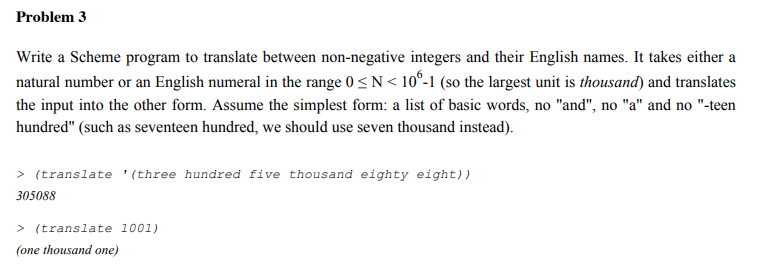 Problem 3
Write a Scheme program to translate between non-negative integers and their English names. It takes either a
natural number or an English numeral in the range 0 ≤ N < 10⁶-1 (so the largest unit is thousand) and translates
the input into the other form. Assume the simplest form: a list of basic words, no "and", no "a" and no "-teen
hundred" (such as seventeen hundred, we should use seven thousand instead).
> (translate '(three hundred five thousand eighty eight))
305088
> (translate 1001)
(one thousand one)